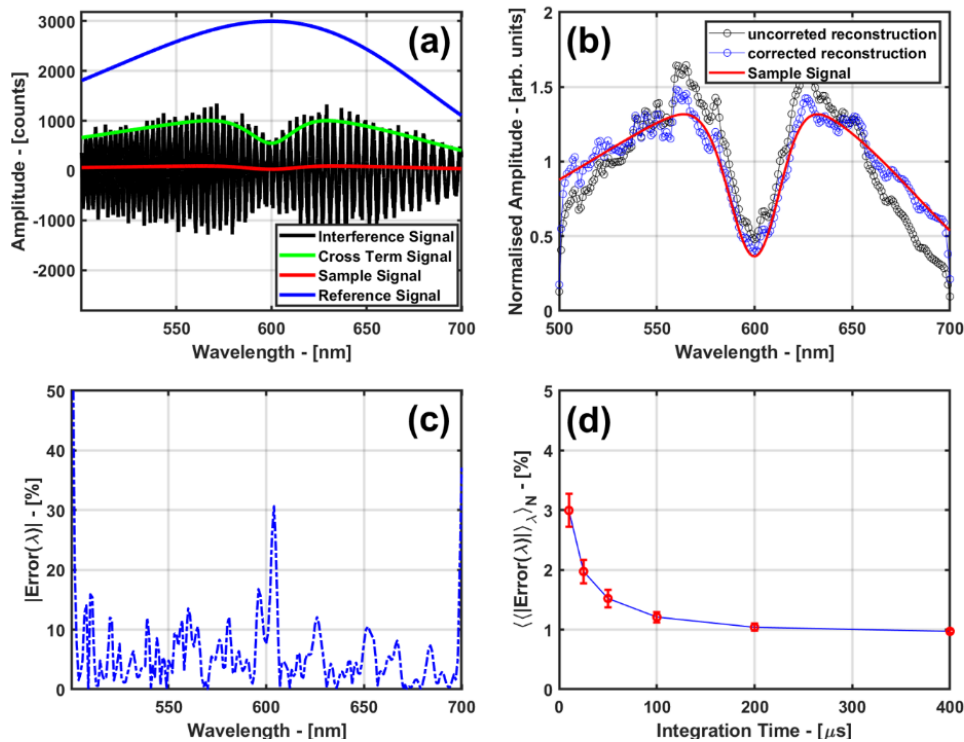 (a)
3000
2000
1000
0
-1000
-2000
Amplitude - [counts]
Interference Signal
Cross Term Signal
Sample Signal
Reference Signal
550
600
650
700
Wavelength - [nm]
(b)
2
1.5
1
0.5
0
Normalised Amplitude - [arb. units]
uncorreted reconstruction
corrected reconstruction
Sample Signal
500
550
600
650
700
Wavelength - [nm]
(c)
50
40
30
20
10
0
|Error(λ)| - [%]
550
600
650
700
Wavelength - [nm]
(d)
5
4
3
2
1
0
⟨⟨|Error(λ)|⟩λ⟩N - [%]
0
100
200
300
400
Integration Time - [μs]